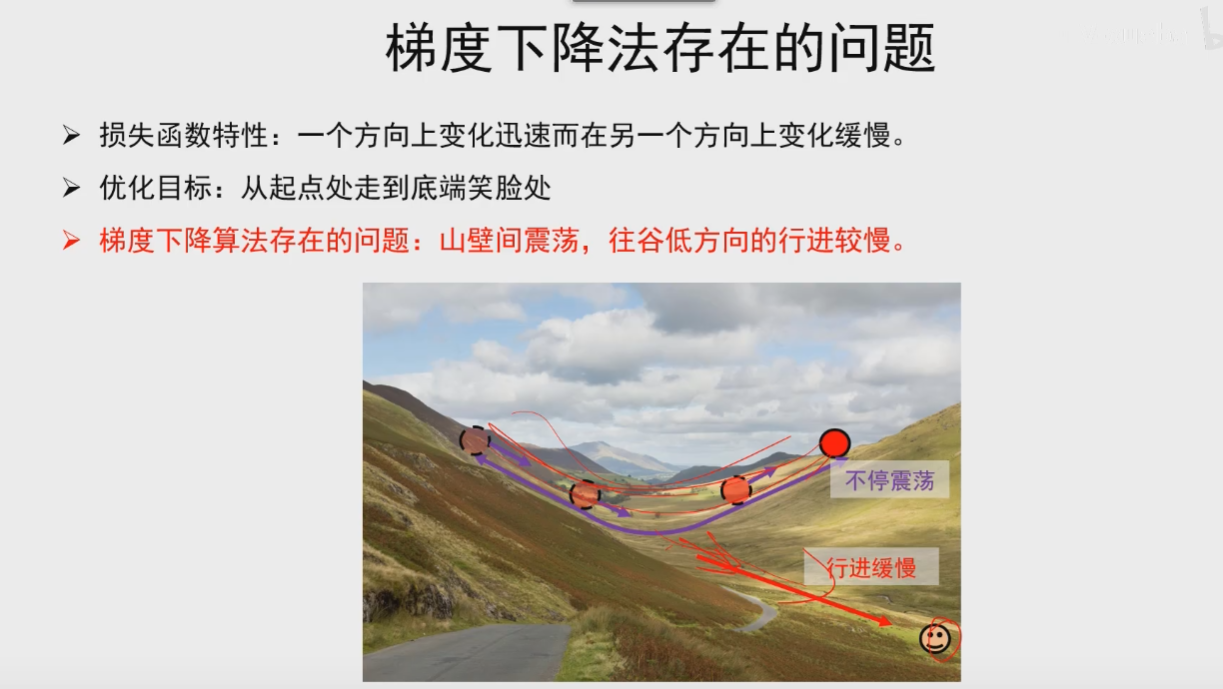 梯度下降法存在的问题
损失函数特性：一个方向上变化迅速而在另一个方向上变化缓慢。
优化目标：从起点处走到底端笑脸处
梯度下降算法存在的问题：山壁间震荡，往谷低方向的行进较慢。
不停震荡
行进缓慢